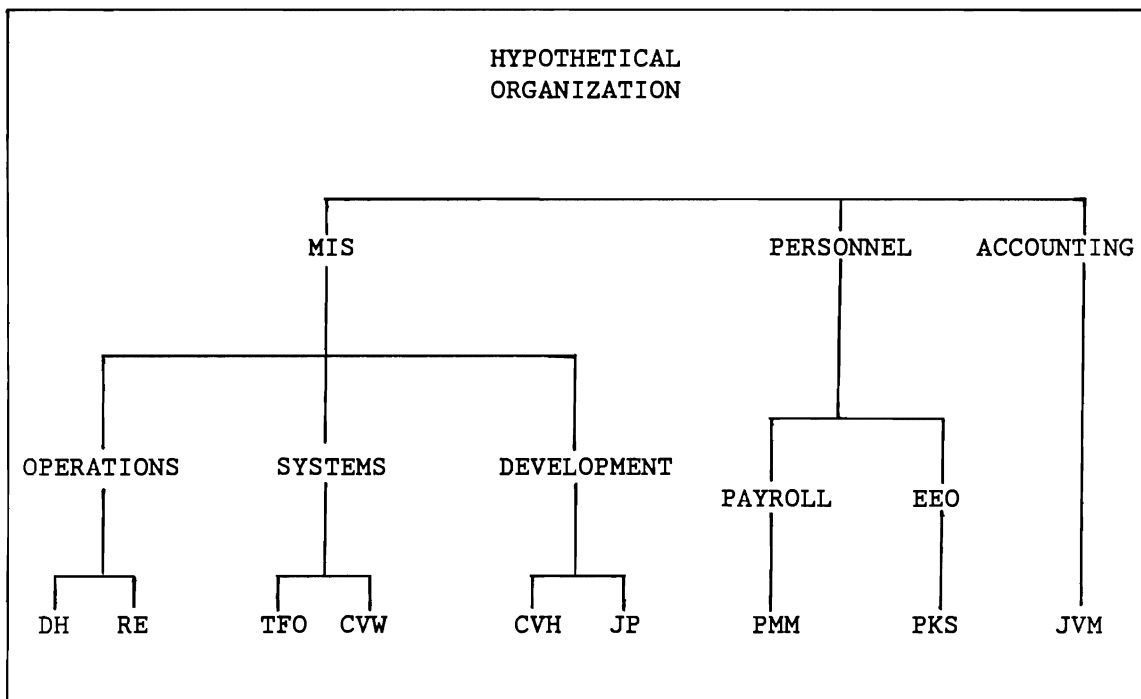 HYPOTHETICAL
ORGANIZATION
MIS PERSONNEL ACCOUNTING
OPERATIONS SYSTEMS DEVELOPMENT
PAYROLL EEO
DH RE TFO CVW CVH JP PMM PKS JVM